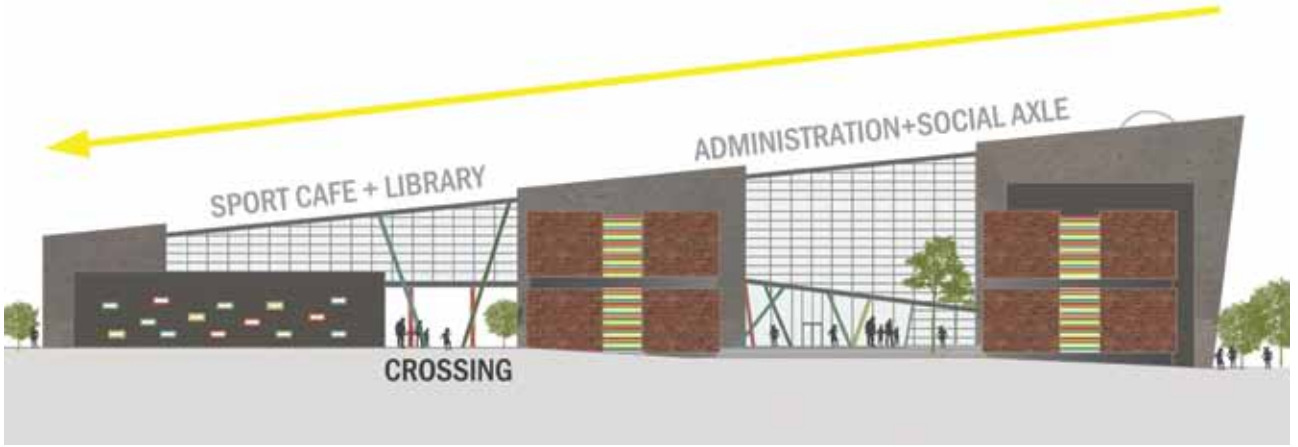 ADMINISTRATION+SOCIAL AXLE
SPORT CAFE + LIBRARY
CROSSING